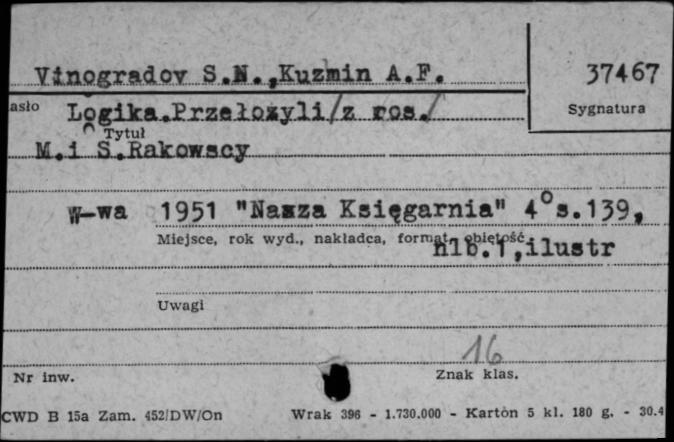 Vinogradov S.N.,Kuzmin A.F.
37467
asło
Logika.Przełożyli/z ros./
Sygnatura
Tytuł
M.i S.Rakowscy
W-wa 1951 "Nasza Księgarnia" 4° s.139,
Miejsce, rok wyd., nakładca, format, objętość
nlb.1,ilustr
Uwagi
16
Nr inw.
Znak klas.
CWD B 15a Zam. 452/DW/On Wrak 396 - 1.730.000 - Kartòn 5 kl. 180 g. - 30.4